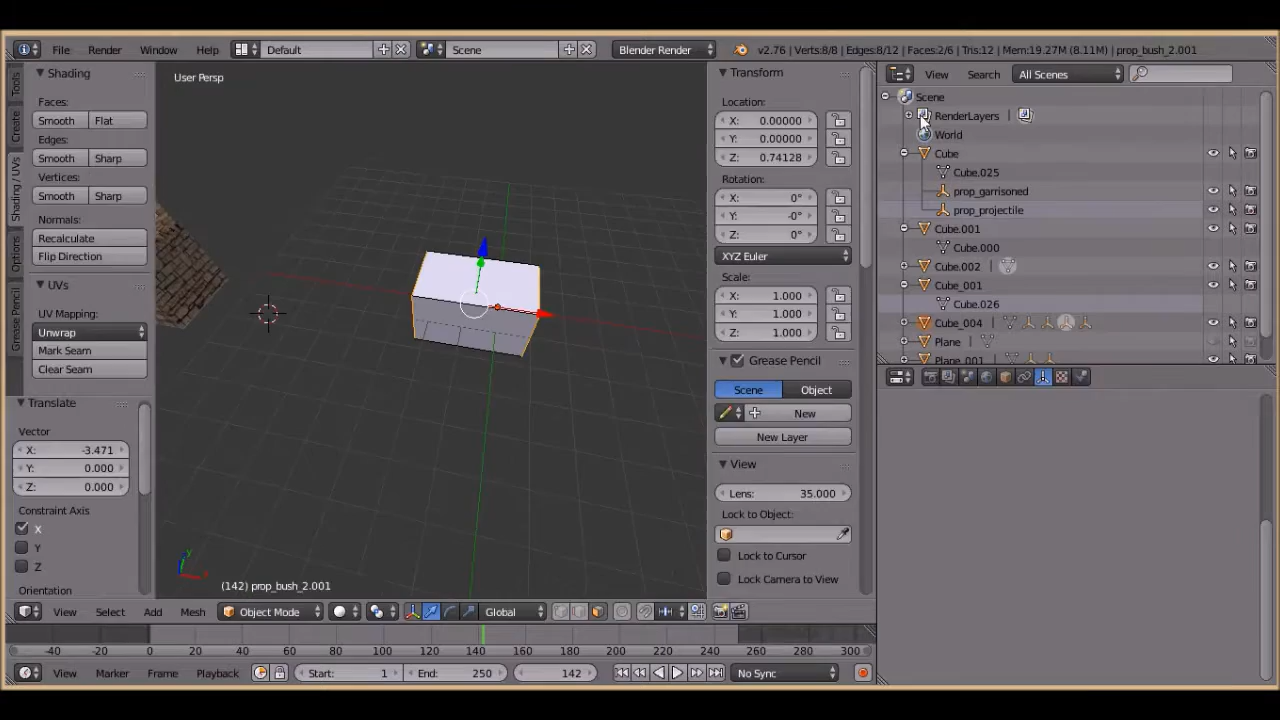 File Render Window Help Default Scene Blender Render v2.76 | Verts:8/8 | Edges:8/12 | Faces:2/6 | Tris:12 | Mem:19.27M (8.11M) | prop_bush_2.001
Tools
Create
Shading / UVs
Options
Grease Pencil
Shading
Faces:
Smooth Flat
Edges:
Smooth Sharp
Vertices:
Smooth Sharp
Normals:
Recalculate
Flip Direction
UVs
UV Mapping:
Unwrap
Mark Seam
Clear Seam
Translate
Vector
X: -3.471
Y: 0.000
Z: 0.000
Constraint Axis
X
Y
Z
Orientation
User Persp
(142) prop_bush_2.001
Transform
Location:
X: 0.00000
Y: 0.00000
Z: 0.74128
Rotation:
X: 0°
Y: -0°
Z: 0°
XYZ Euler
Scale:
X: 1.000
Y: 1.000
Z: 1.000
Grease Pencil
Scene Object
New
New Layer
View
Lens: 35.000
Lock to Object:
Lock to Cursor
Lock Camera to View
View Search All Scenes
Scene
RenderLayers |
World
Cube
Cube.025
prop_garrisoned
prop_projectile
Cube.001
Cube.000
Cube.002 |
Cube_001
Cube.026
Cube_004 |
Plane |
Plane_001 |
View Select Add Mesh Object Mode Global
-40 -20 0 20 40 60 80 100 120 140 160 180 200 220 240 260 280 300
View Marker Frame Playback Start: 1 End: 250 142 No Sync